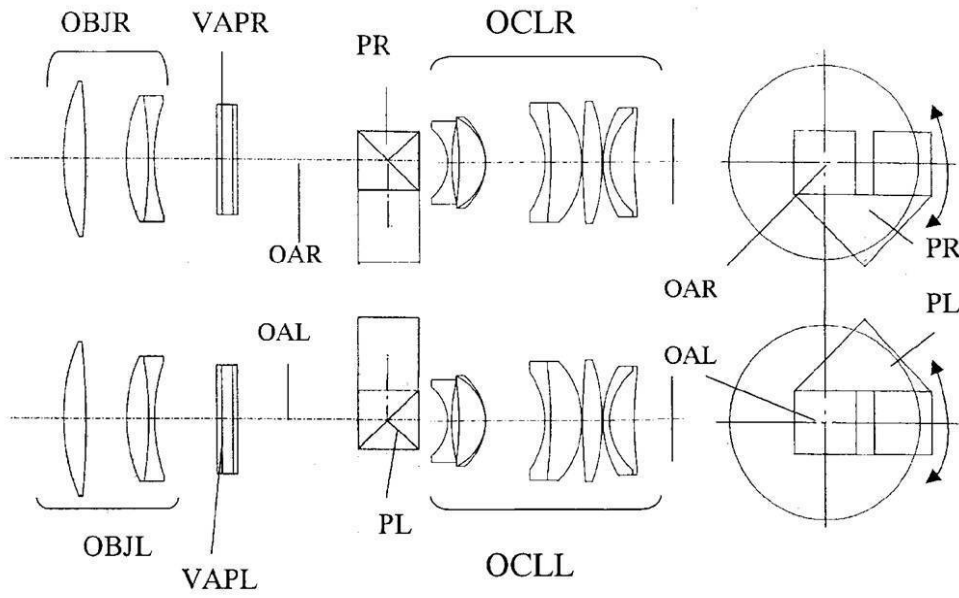 OBJR VAPR PR OCLR
OAR
PR
OAR
OAL
PL
OAL
PL
OBJL
VAPL
OCLL